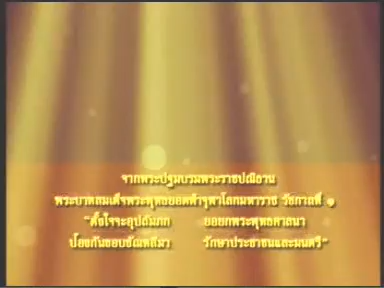 จากพระปฐมบรมพระราชปณิธาน
พระบาทสมเด็จพระพุทธยอดฟ้าจุฬาโลกมหาราช รัชกาลที่ ๑
"ตั้งใจจะอุปถัมภก ยอยกพระพุทธศาสนา
ป้องกันขอบขัณฑสีมา รักษาประชาชนและมนตรี"